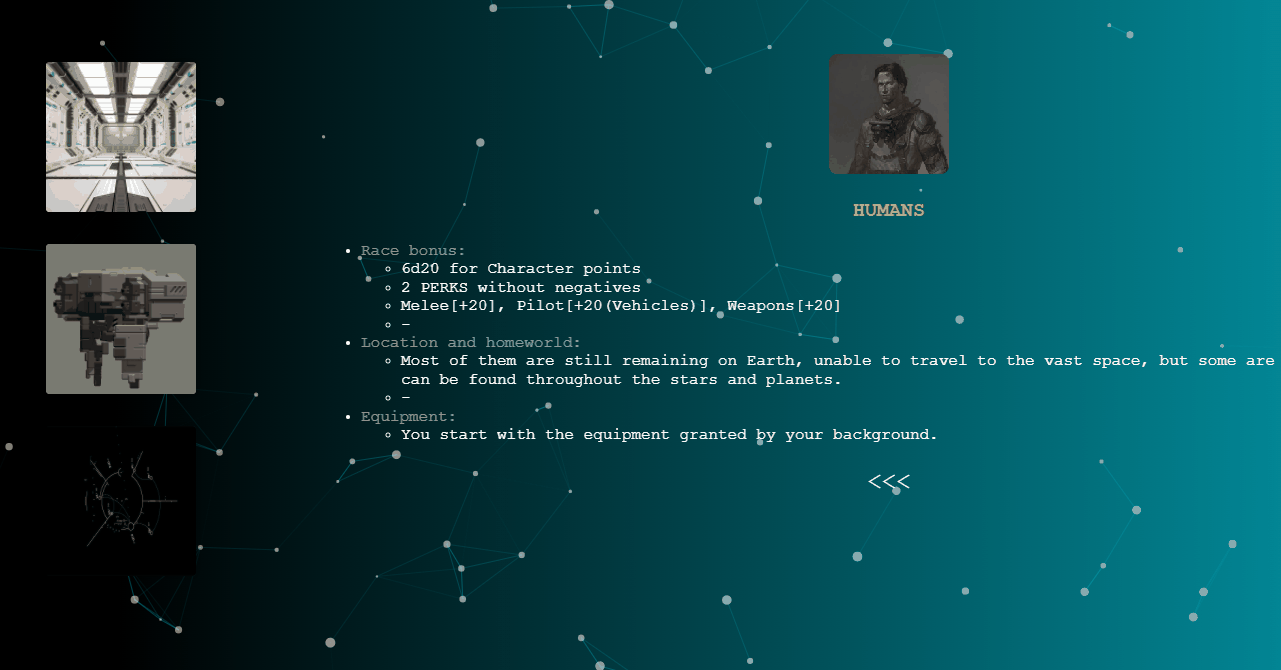 HUMANS
Race bonus:
6d20 for Character points
2 PERKS without negatives
Melee[+20], Pilot[+20(Vehicles)], Weapons[+20]
–
Location and homeworld:
Most of them are still remaining on Earth, unable to travel to the vast space, but some are
can be found throughout the stars and planets.
–
Equipment:
You start with the equipment granted by your background.
<<<